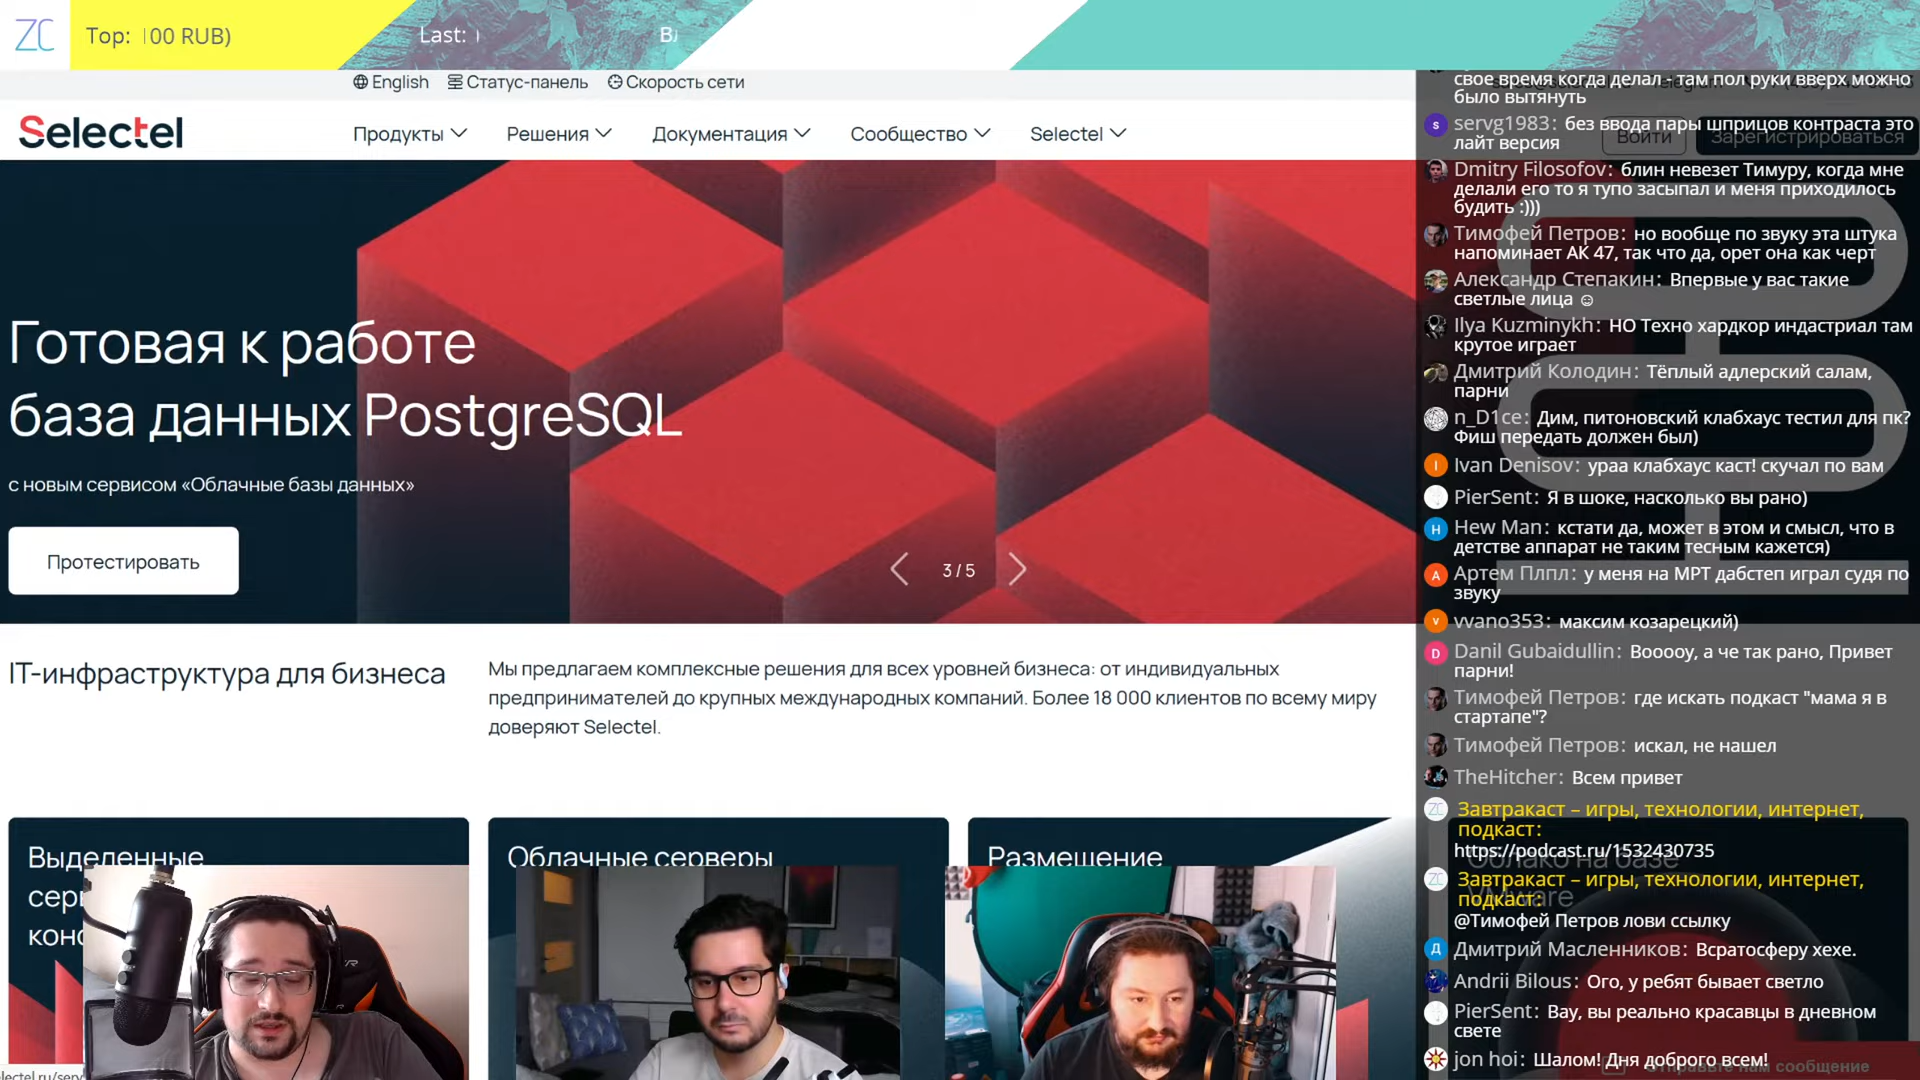 ZC
Top: 00 RUB)
Last:
English Статус-панель Скорость сети
Selectel
Продукты Решения Документация Сообщество Selectel
Войти Зарегистрироваться
Готовая к работе
база данных PostgreSQL
с новым сервисом «Облачные базы данных»
Протестировать
3 / 5
IT-инфраструктура для бизнеса
Мы предлагаем комплексные решения для всех уровней бизнеса: от индивидуальных
предпринимателей до крупных международных компаний. Более 18 000 клиентов по всему миру
доверяют Selectel.
Выделенные
Облачные серверы
Размещение
Облако на базе
VMware
свое время когда делал - там пол руки вверх можно
было вытянуть
servg1983: без ввода пары шприцов контраста это
лайт версия
Dmitry Filosofov: блин невезет Тимуру, когда мне
делали его то я тупо засыпал и меня приходилось
будить :)))
Тимофей Петров: но вообще по звуку эта штука
напоминает АК 47, так что да, орет она как черт
Александр Степакин: Впервые у вас такие
светлые лица ☺
Ilya Kuzminykh: НО Техно хардкор индастриал там
крутое играет
Дмитрий Колодин: Тёплый адлерский салам,
парни
n_D1ce: Дим, питоновский клабхаус тестил для пк?
Фиш передать должен был)
Ivan Denisov: ураа клабхаус каст! скучал по вам
PierSent: Я в шоке, насколько вы рано)
Hew Man: кстати да, может в этом и смысл, что в
детстве аппарат не таким тесным кажется)
Артем Плпл: у меня на МРТ дабстеп играл судя по
звуку
vvano353: максим козарецкий)
Danil Gubaidullin: Вооооу, а че так рано, Привет
парни!
Тимофей Петров: где искать подкаст "мама я в
стартапе"?
Тимофей Петров: искал, не нашел
TheHitcher: Всем привет
Завтракаст – игры, технологии, интернет,
подкаст:
https://podcast.ru/1532430735
Завтракаст – игры, технологии, интернет,
подкаст:
@Тимофей Петров лови ссылку
Дмитрий Масленников: Всратосферу хехе.
Andrii Bilous: Ого, у ребят бывает светло
PierSent: Вау, вы реально красавцы в дневном
свете
jon hoi: Шалом! Дня доброго всем!
Отправьте нам сообщение